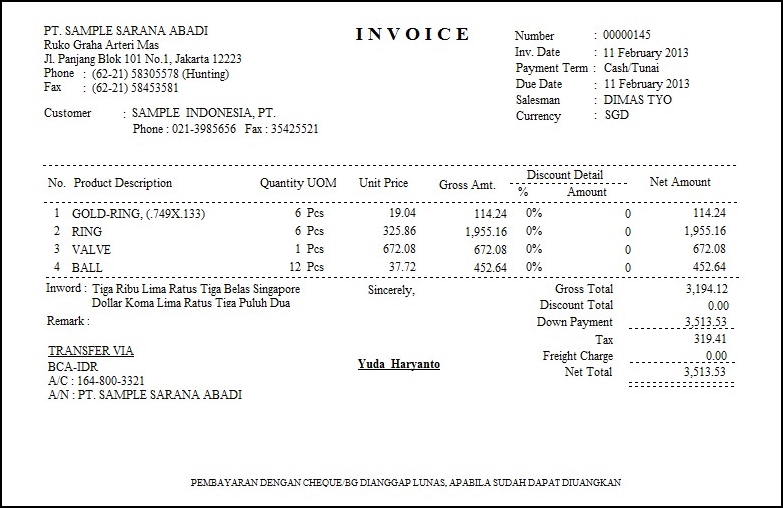 PT. SAMPLE SARANA ABADI
Ruko Graha Arteri Mas
Jl. Panjang Blok 101 No.1, Jakarta 12223
Phone : (62-21) 58305578 (Hunting)
Fax : (62-21) 58453581
Customer : SAMPLE INDONESIA, PT.
Phone : 021-3985656 Fax : 35425521
INVOICE
Number : 00000145
Inv. Date : 11 February 2013
Payment Term : Cash/Tunai
Due Date : 11 February 2013
Salesman : DIMAS TYO
Currency : SGD
No. Product Description Quantity UOM Unit Price Gross Amt. Discount Detail Net Amount
% Amount
1 GOLD-RING, (.749X.133) 6 Pcs 19.04 114.24 0% 0 114.24
2 RING 6 Pcs 325.86 1,955.16 0% 0 1,955.16
3 VALVE 1 Pcs 672.08 672.08 0% 0 672.08
4 BALL 12 Pcs 37.72 452.64 0% 0 452.64
Inword : Tiga Ribu Lima Ratus Tiga Belas Singapore
Dollar Koma Lima Ratus Tiga Puluh Dua
Remark :
TRANSFER VIA
BCA-IDR
A/C : 164-800-3321
A/N : PT. SAMPLE SARANA ABADI
Sincerely,
Yuda Haryanto
Gross Total 3,194.12
Discount Total 0.00
Down Payment 3,513.53
Tax 319.41
Freight Charge 0.00
Net Total 3,513.53
PEMBAYARAN DENGAN CHEQUE/BG DIANGGAP LUNAS, APABILA SUDAH DAPAT DIUANGKAN